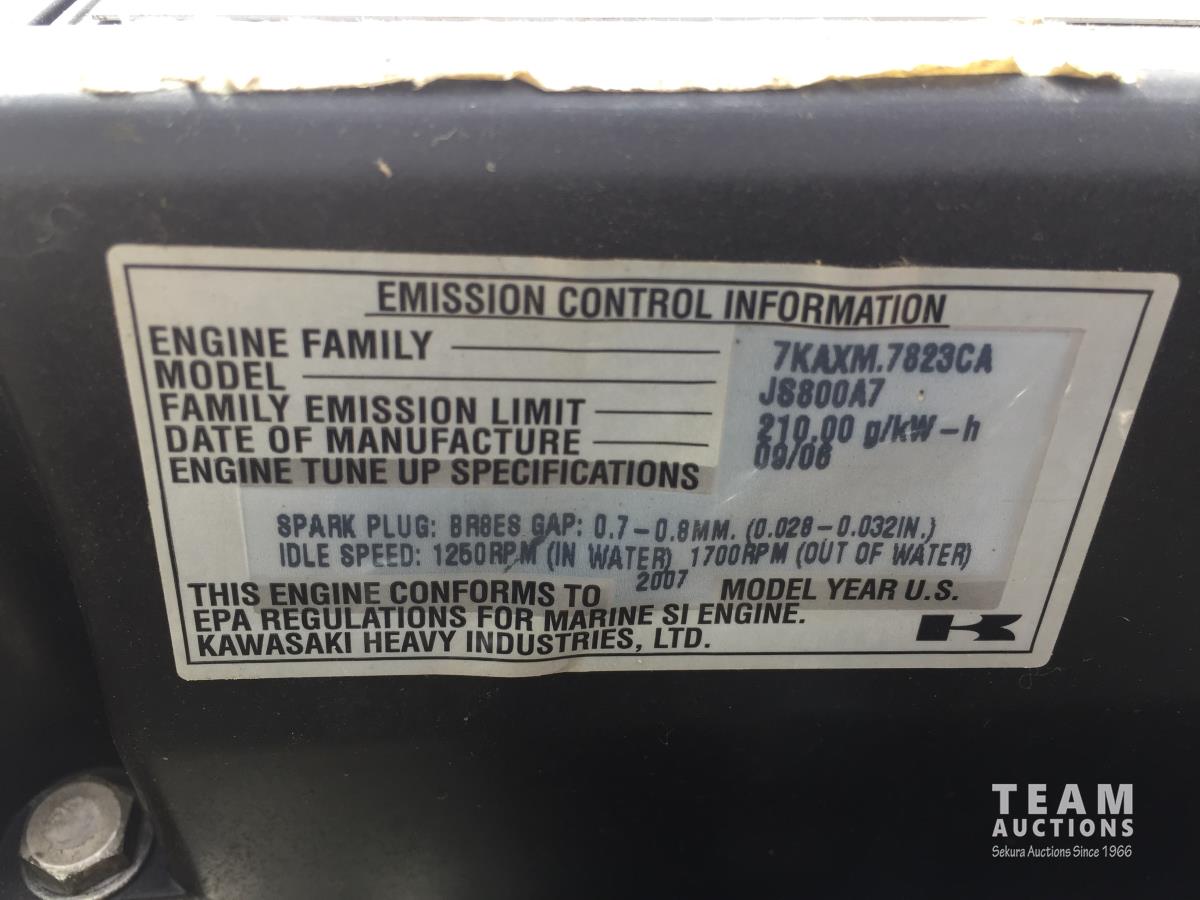 EMISSION CONTROL INFORMATION
ENGINE FAMILY 7KAXM.7823CA
MODEL JS800A7
FAMILY EMISSION LIMIT 210.00 g/kW-h
DATE OF MANUFACTURE 09/06
ENGINE TUNE UP SPECIFICATIONS
SPARK PLUG: BR8ES GAP: 0.7-0.8MM. (0.028-0.032IN.)
IDLE SPEED: 1250RPM (IN WATER) 1700RPM (OUT OF WATER)
THIS ENGINE CONFORMS TO 2007 MODEL YEAR U.S.
EPA REGULATIONS FOR MARINE SI ENGINE.
KAWASAKI HEAVY INDUSTRIES, LTD.
TEAM
AUCTIONS
Sekura Auctions Since 1966